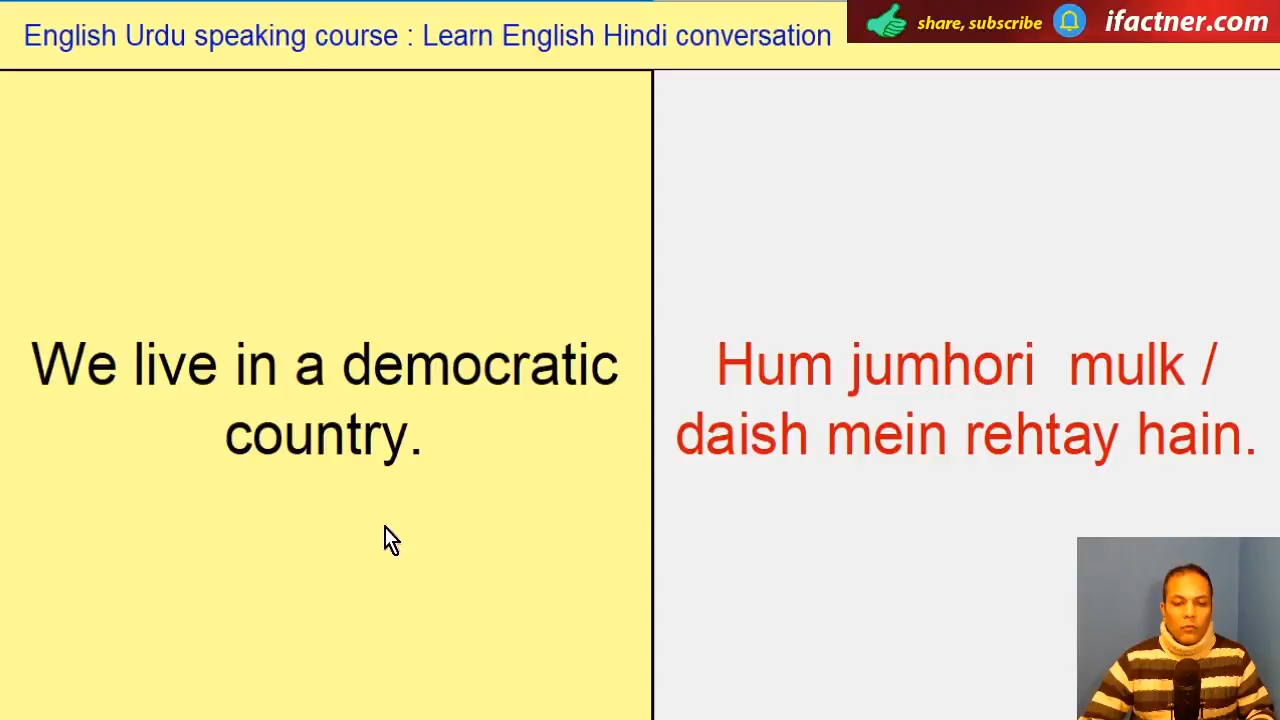 English Urdu speaking course : Learn English Hindi conversation
share, subscribe
ifactner.com
We live in a democratic
country.
Hum jumhori mulk /
daish mein rehtay hain.